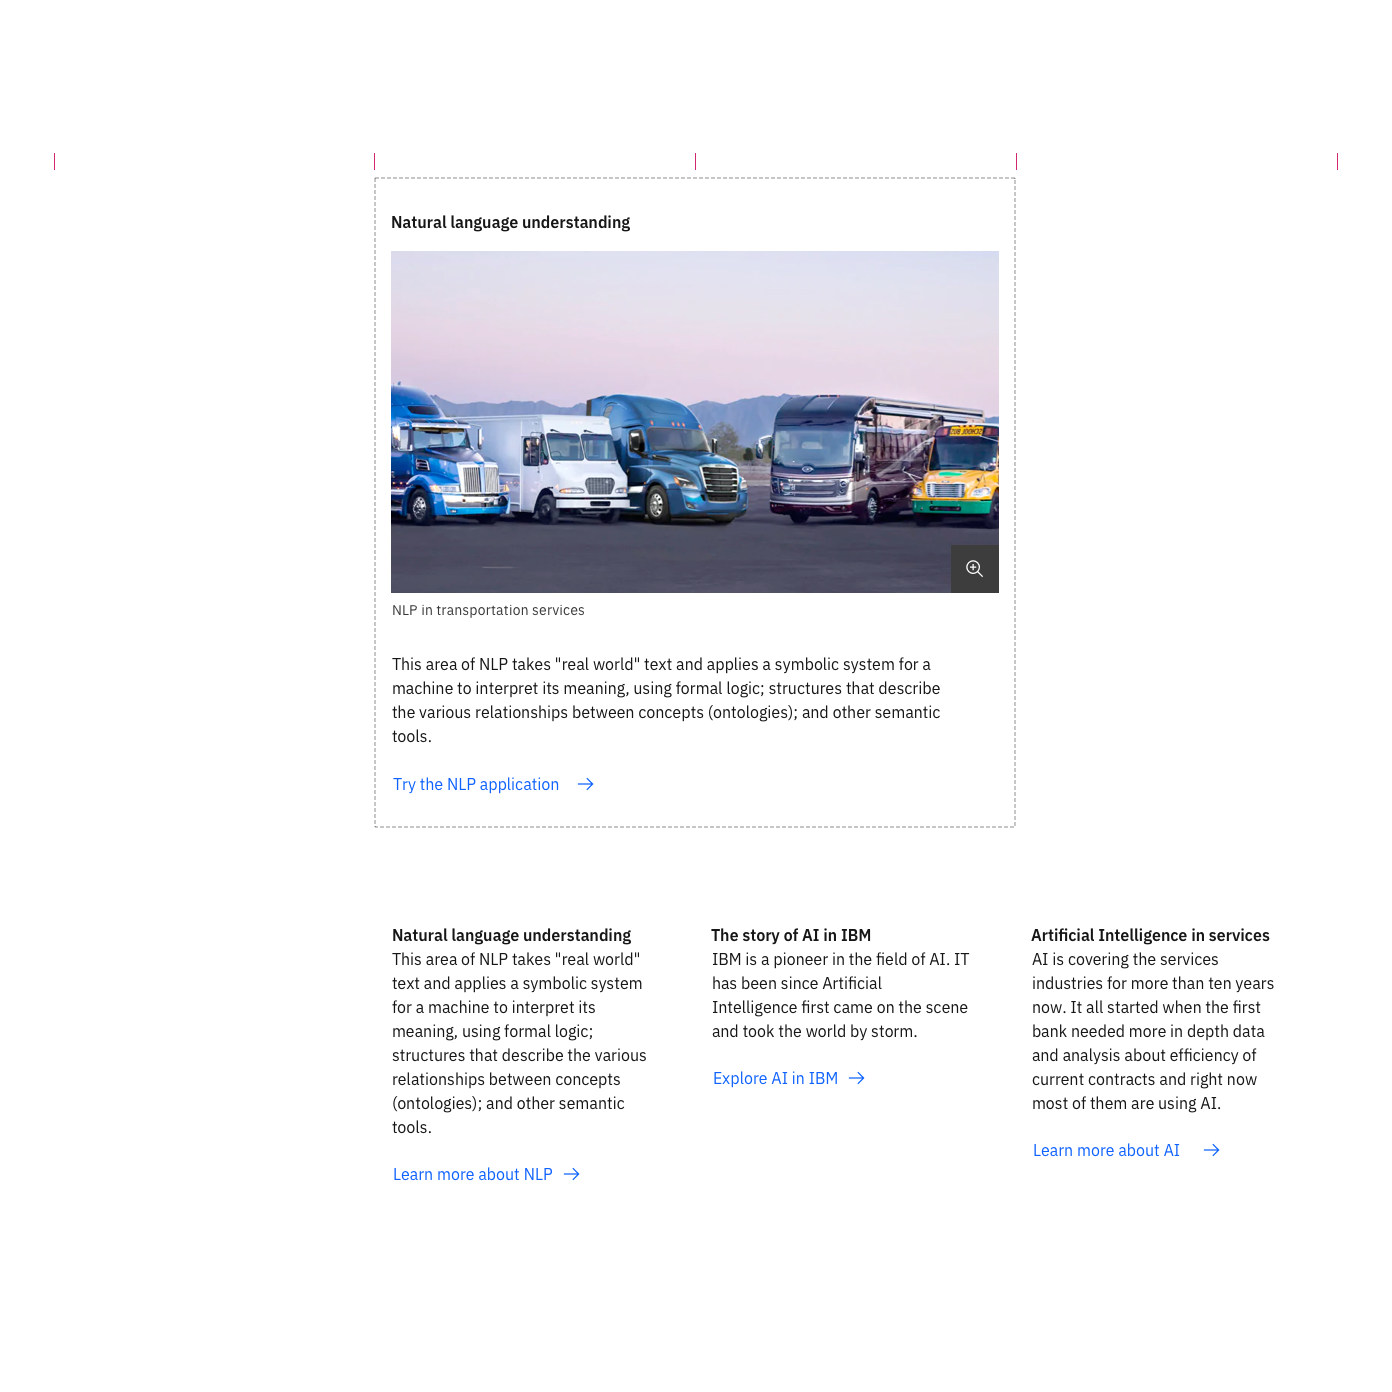 Natural language understanding
NLP in transportation services
This area of NLP takes "real world" text and applies a symbolic system for a
machine to interpret its meaning, using formal logic; structures that describe
the various relationships between concepts (ontologies); and other semantic
tools.
Try the NLP application
Natural language understanding
This area of NLP takes "real world"
text and applies a symbolic system
for a machine to interpret its
meaning, using formal logic;
structures that describe the various
relationships between concepts
(ontologies); and other semantic
tools.
Learn more about NLP
The story of AI in IBM
IBM is a pioneer in the field of AI. IT
has been since Artificial
Intelligence first came on the scene
and took the world by storm.
Explore AI in IBM
Artificial Intelligence in services
AI is covering the services
industries for more than ten years
now. It all started when the first
bank needed more in depth data
and analysis about efficiency of
current contracts and right now
most of them are using AI.
Learn more about AI